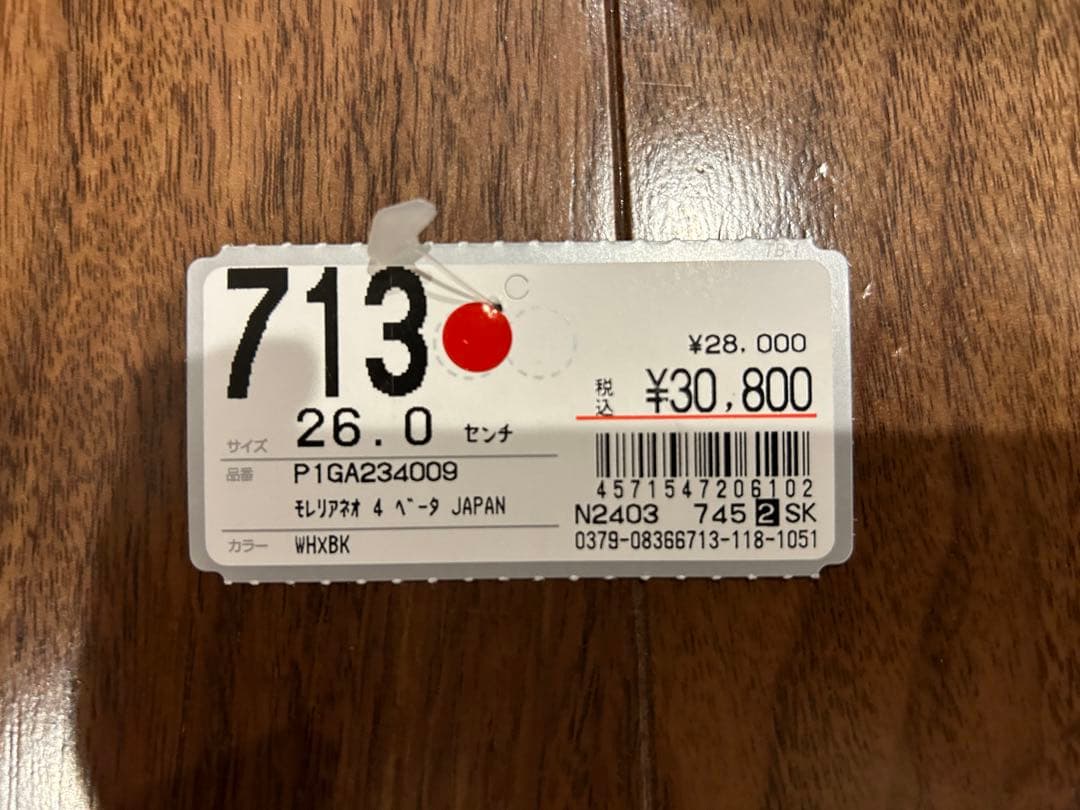 713
サイズ 26.0 センチ
品番 P1GA234009
モレリアネオ 4 ベータ JAPAN
カラー WHXBK
¥28,000
税込 ¥30,800
4571547206102
N2403 745 2 SK
0379-08366713-118-1051